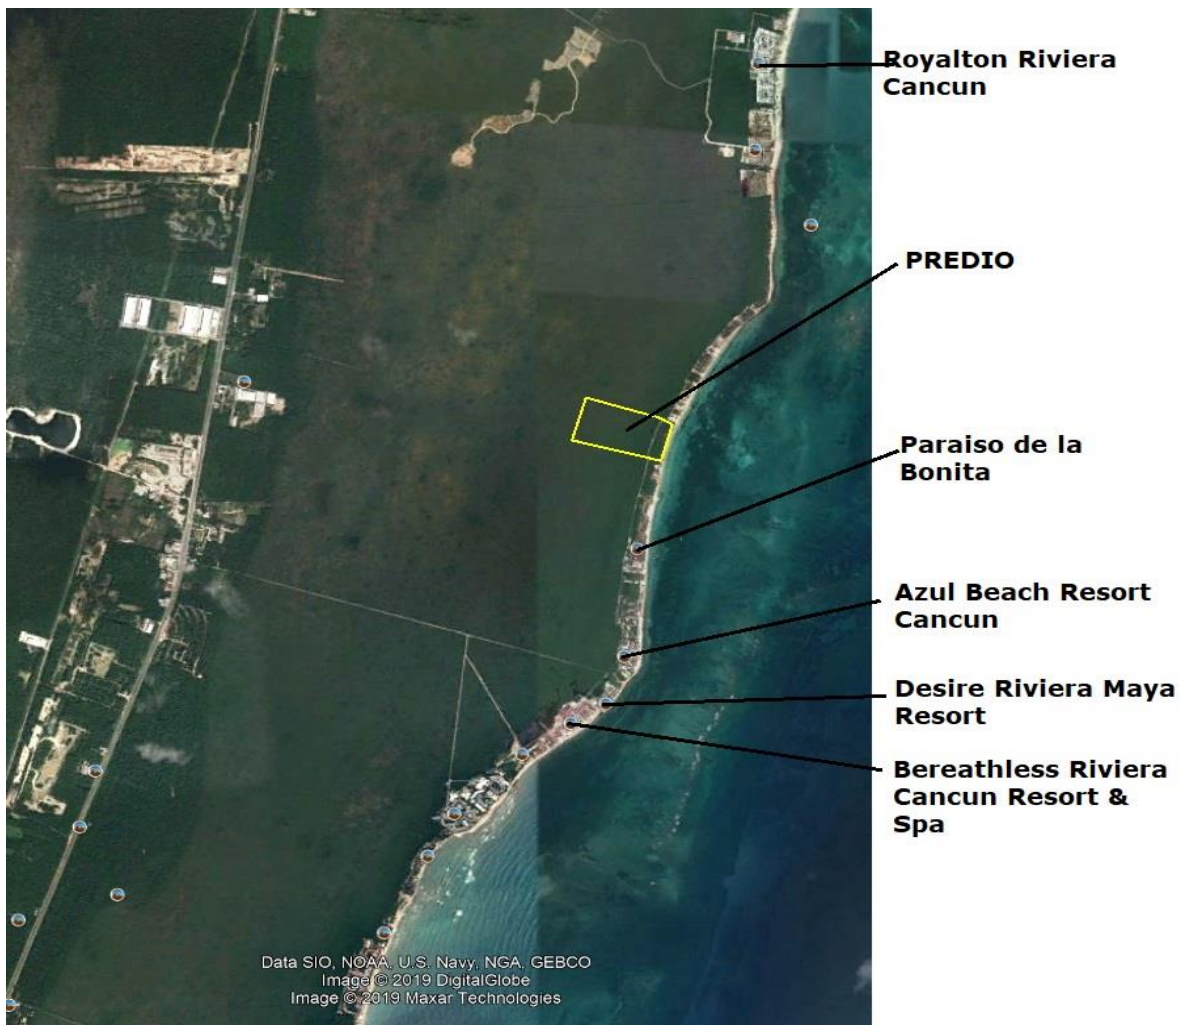 Royalton Riviera
Cancun
PREDIO
Paraiso de la
Bonita
Azul Beach Resort
Cancun
Desire Riviera Maya
Resort
Bereathless Riviera
Cancun Resort &
Spa
Data SIO, NOAA, U.S. Navy, NGA, GEBCO
Image © 2019 DigitalGlobe
Image © 2019 Maxar Technologies